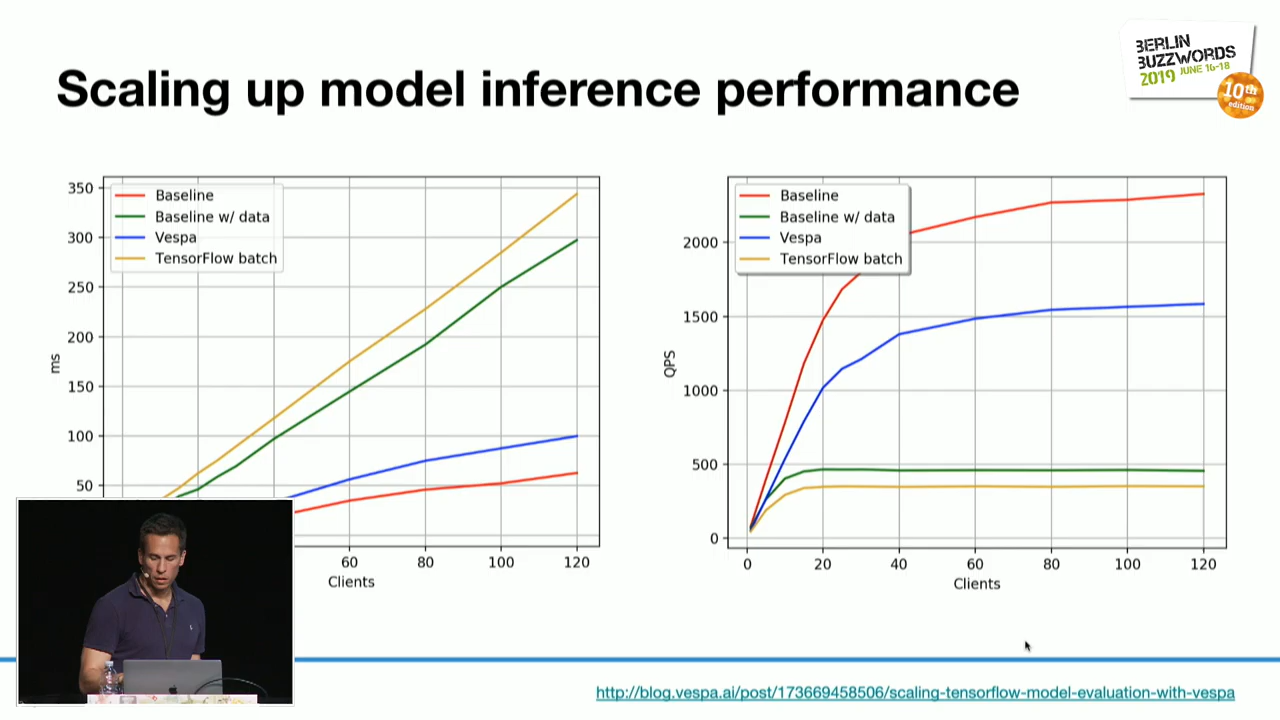 Scaling up model inference performance
BERLIN
BUZZWORDS
2019 JUNE 16-18
10th
edition
350
300
250
200
150
100
50
ms
Baseline
Baseline w/ data
Vespa
TensorFlow batch
60
80
100
120
Clients
2000
1500
1000
500
0
QPS
Baseline
Baseline w/ data
Vespa
TensorFlow batch
0
20
40
60
80
100
120
Clients
http://blog.vespa.ai/post/173669458506/scaling-tensorflow-model-evaluation-with-vespa